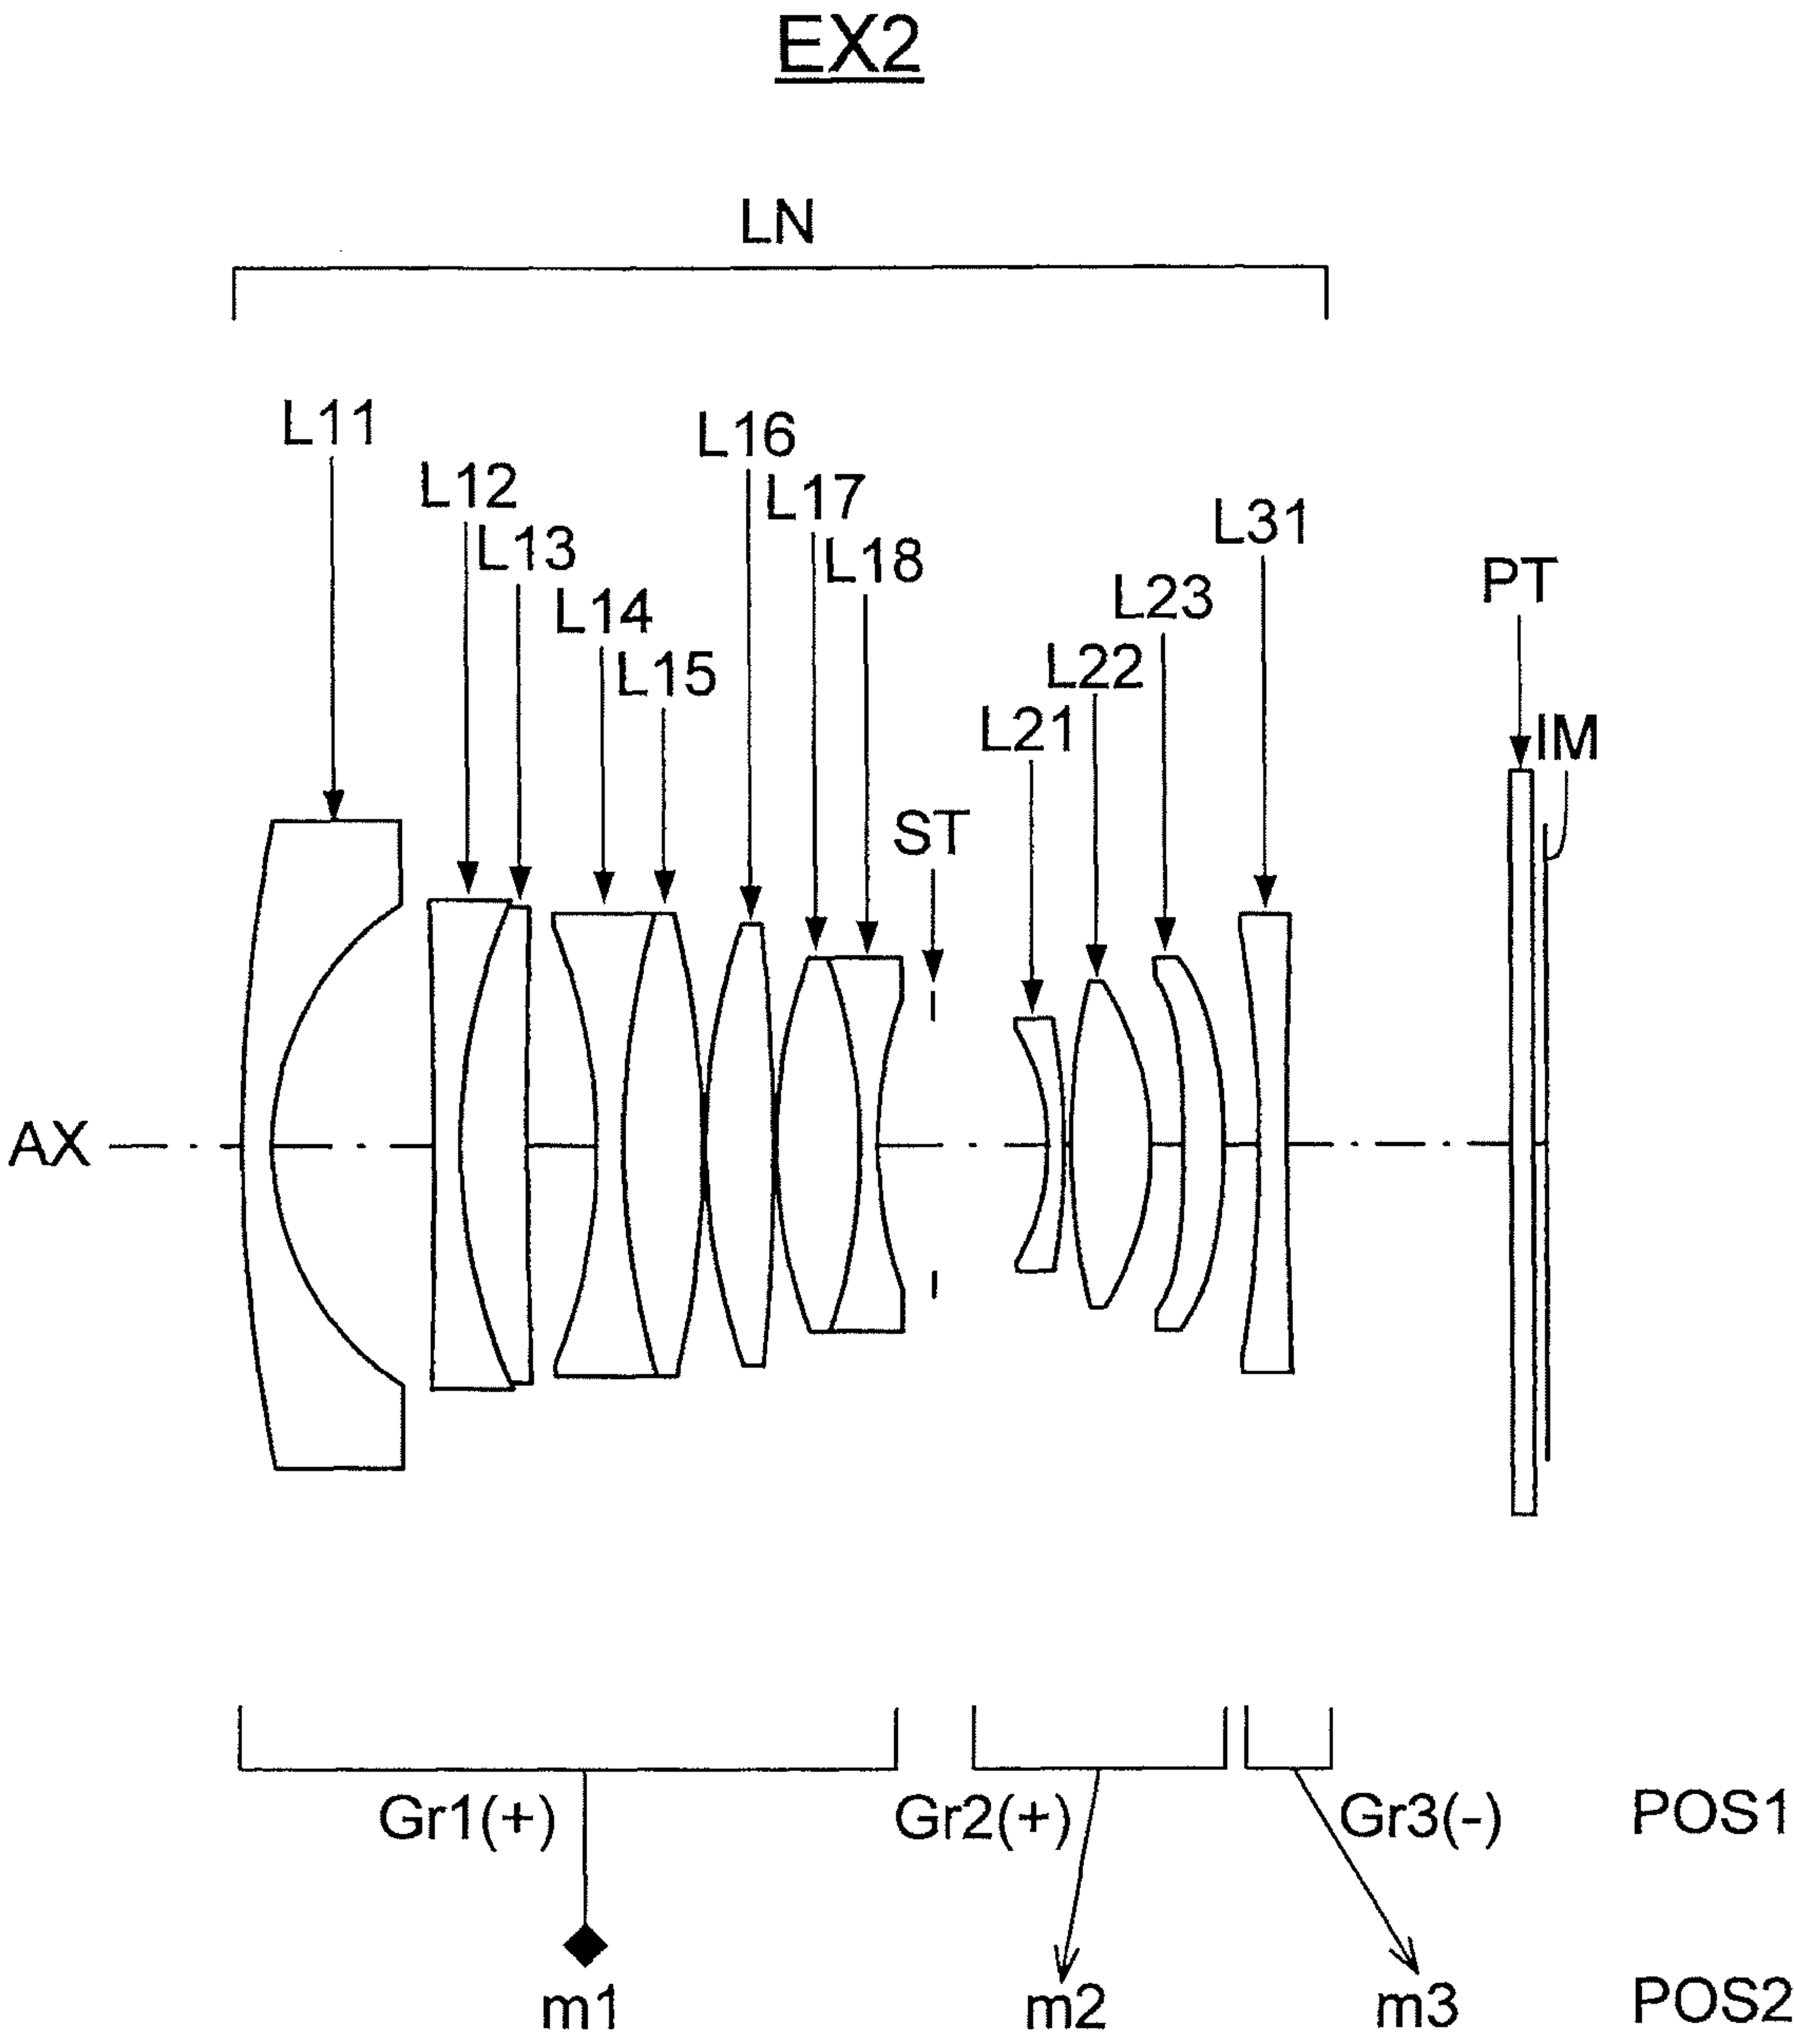 EX2
LN
L11
L12
L13
L14
L15
L16
L17
L18
ST
L21
L22
L23
L31
PT
IM
AX
Gr1(+)
Gr2(+)
Gr3(-)
POS1
m1
m2
m3
POS2